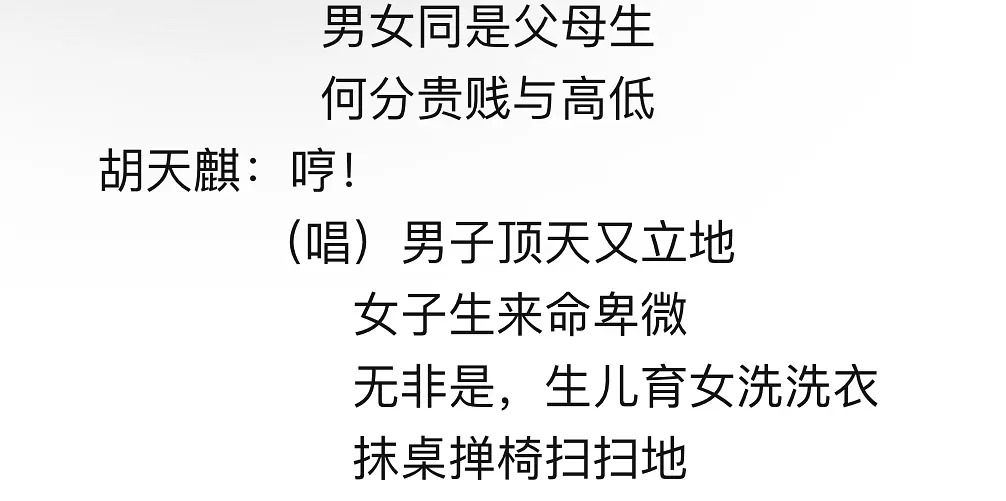 男女同是父母生
何分贵贱与高低
胡天麒：哼！
（唱）男子顶天又立地
女子生来命卑微
无非是，生儿育女洗洗衣
抹桌掸椅扫扫地